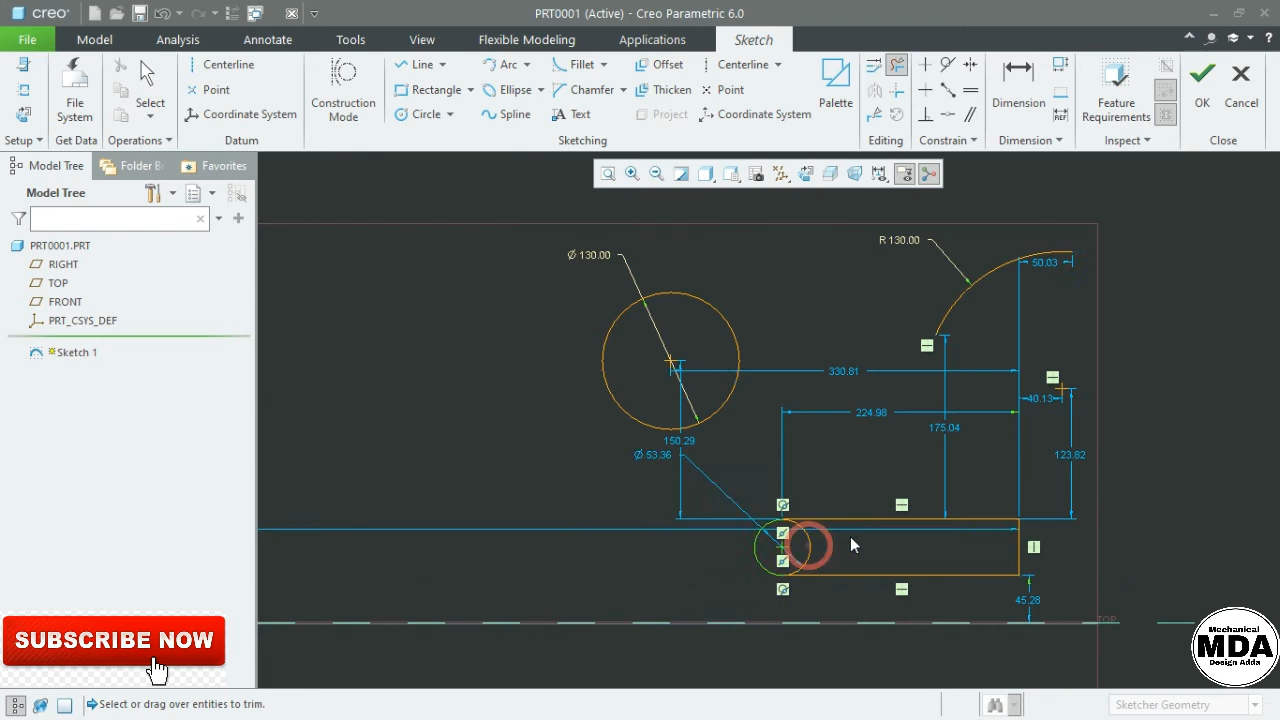 creo
PRT0001 (Active) - Creo Parametric 6.0
File Model Analysis Annotate Tools View Flexible Modeling Applications Sketch
Centerline
Point
Coordinate System
Line Arc Fillet Offset Centerline
Rectangle Ellipse Chamfer Thicken Point
Circle Spline Text Project Coordinate System
File
System
Select
Construction
Mode
Palette
Dimension
Feature
Requirements
OK Cancel
Setup Get Data Operations Datum Sketching Editing Constrain Dimension Inspect Close
Model Tree Folder B Favorites
Model Tree
PRT0001.PRT
RIGHT
TOP
FRONT
PRT_CSYS_DEF
Sketch 1
R 130.00
Ø 130.00
50.03
330.81
40.13
224.98
175.04
150.29
Ø 53.36
123.82
45.28
TOP
SUBSCRIBE NOW
Mechanical
MDA
Design Adda
Select or drag over entities to trim.
Sketcher Geometry